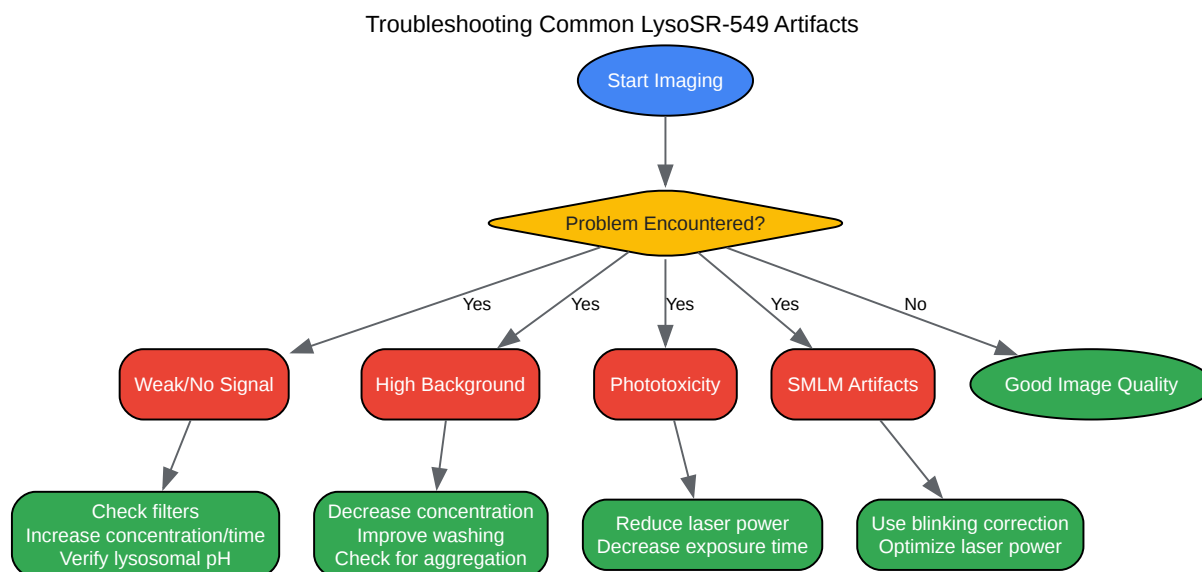 Troubleshooting Common LysoSR-549 Artifacts
Start Imaging
Problem Encountered?
Yes
Yes
Yes
Yes
No
Weak/No Signal
High Background
Phototoxicity
SMLM Artifacts
Good Image Quality
Check filters
Increase concentration/time
Verify lysosomal pH
Decrease concentration
Improve washing
Check for aggregation
Reduce laser power
Decrease exposure time
Use blinking correction
Optimize laser power